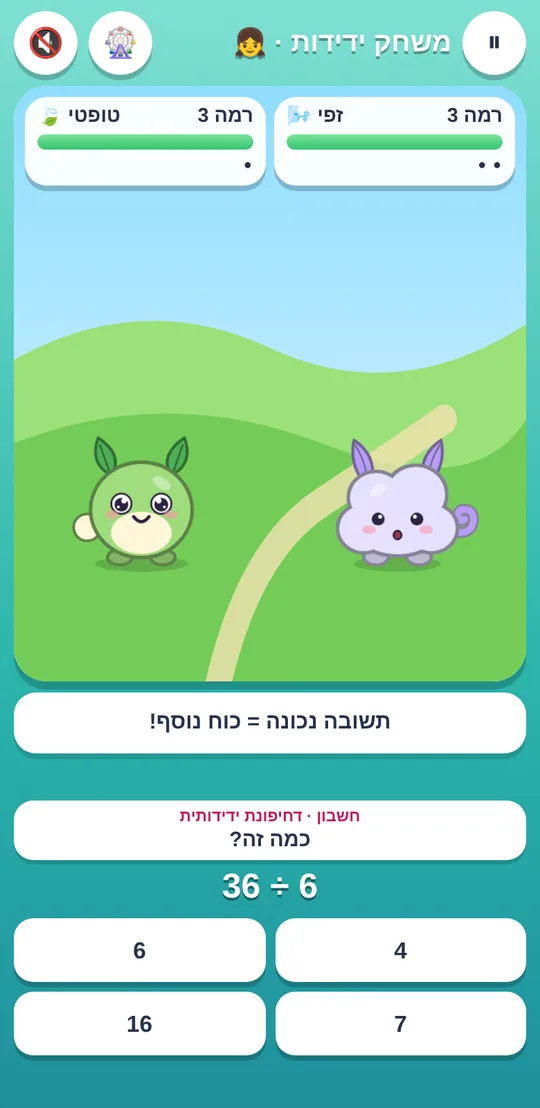 משחק ידידות · 👧
רמה 3 זפי
רמה 3 טופטי
תשובה נכונה = כוח נוסף!
חשבון · דחיפונת ידידותית
כמה זה?
36 ÷ 6
4
6
7
16